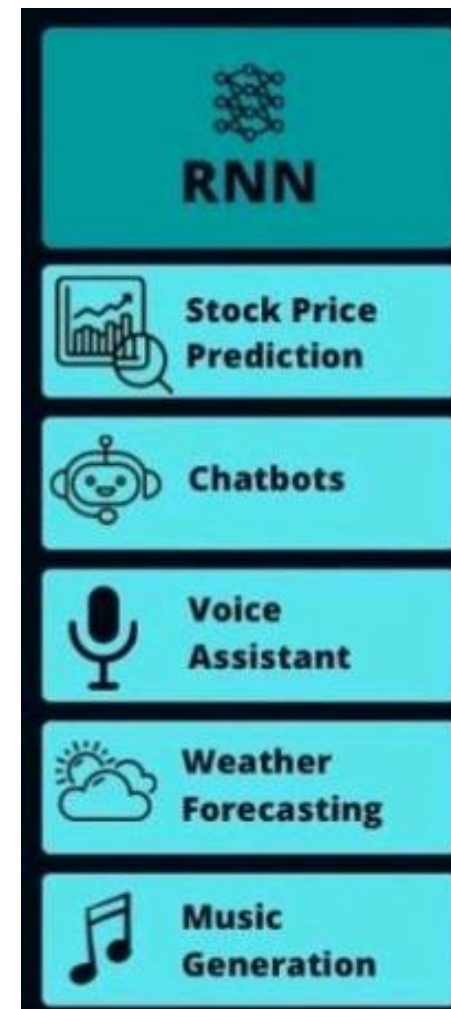 RNN
Stock Price
Prediction
Chatbots
Voice
Assistant
Weather
Forecasting
Music
Generation